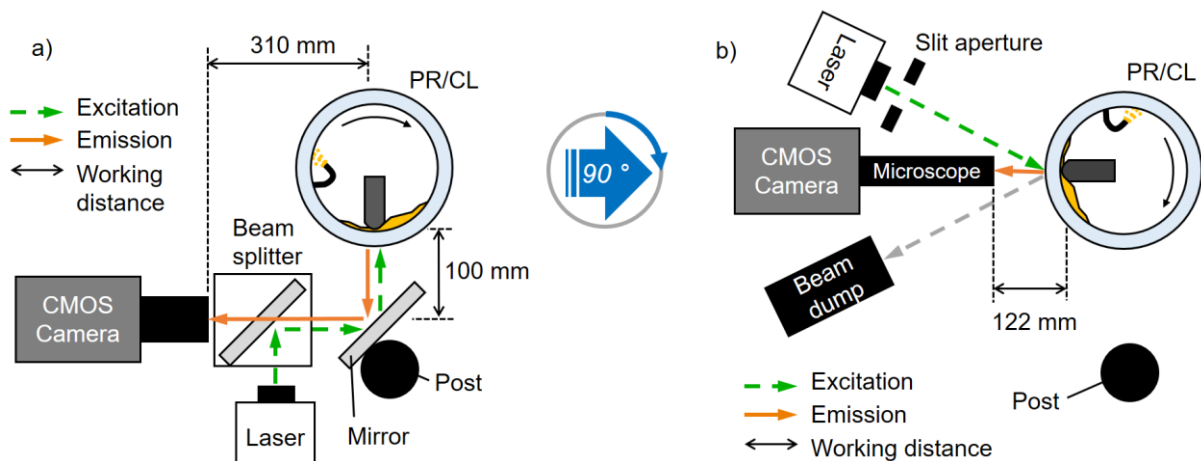 a)
310 mm
PR/CL
Excitation
Emission
Working
distance
Beam
splitter
100 mm
CMOS
Camera
Post
Laser
Mirror
90 °
b)
Laser
Slit aperture
PR/CL
CMOS
Camera
Microscope
Beam
dump
122 mm
Excitation
Emission
Working distance
Post